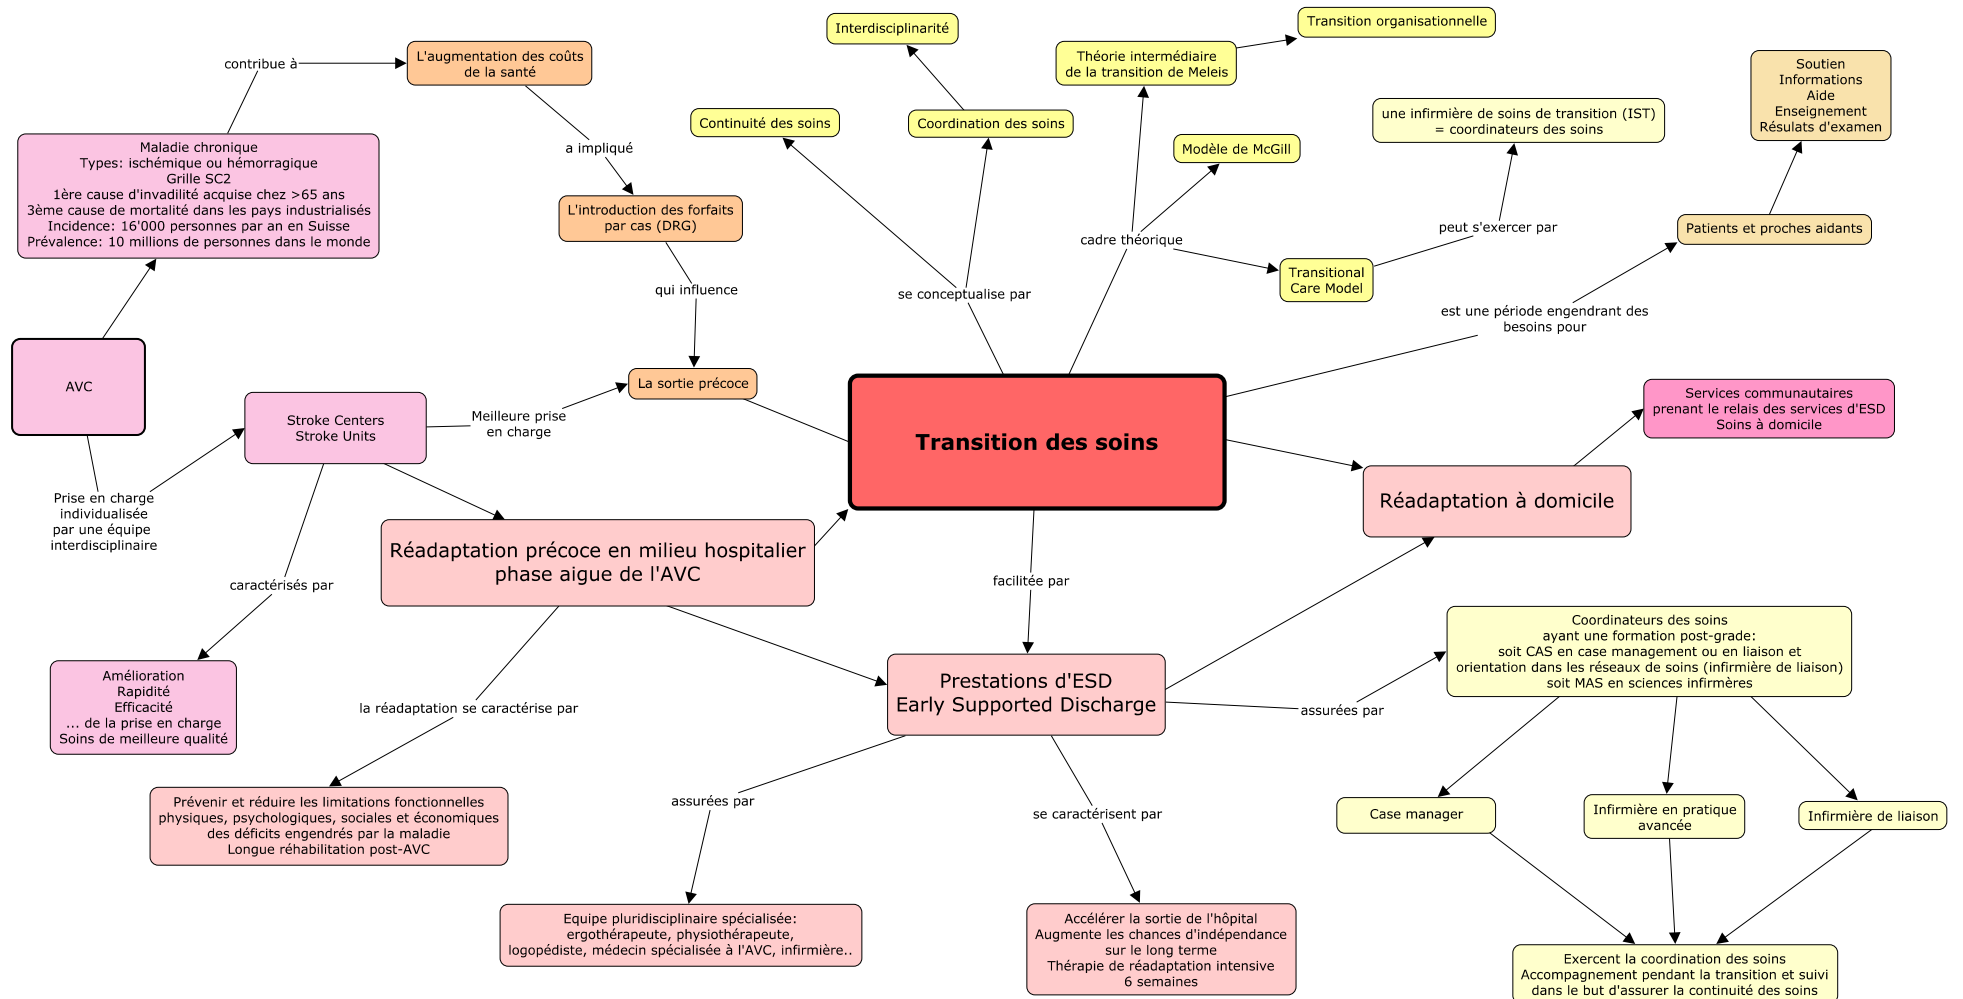 Interdisciplinarité
Transition organisationnelle
L'augmentation des coûts
de la santé
contribue à
Théorie intermédiaire
de la transition de Meleis
Soutien
Informations
Aide
Enseignement
Résulats d'examen
Continuité des soins
Coordination des soins
une infirmière de soins de transition (IST)
= coordinateurs des soins
a impliqué
Modèle de McGill
Maladie chronique
Types: ischémique ou hémorragique
Grille SC2
1ère cause d'invadilité acquise chez >65 ans
3ème cause de mortalité dans les pays industrialisés
Incidence: 16'000 personnes par an en Suisse
Prévalence: 10 millions de personnes dans le monde
L'introduction des forfaits
par cas (DRG)
cadre théorique
peut s'exercer par
Patients et proches aidants
Transitional
Care Model
qui influence
se conceptualise par
est une période engendrant des
besoins pour
AVC
La sortie précoce
Stroke Centers
Stroke Units
Meilleure prise
en charge
Transition des soins
Services communautaires
prenant le relais des services d'ESD
Soins à domicile
Réadaptation à domicile
Prise en charge
individualisée
par une équipe
interdisciplinaire
Réadaptation précoce en milieu hospitalier
phase aigue de l'AVC
caractérisés par
facilitée par
Coordinateurs des soins
ayant une formation post-grade:
soit CAS en case management ou en liaison et
orientation dans les réseaux de soins (infirmière de liaison)
soit MAS en sciences infirmères
Amélioration
Rapidité
Efficacité
... de la prise en charge
Soins de meilleure qualité
la réadaptation se caractérise par
Prestations d'ESD
Early Supported Discharge
assurées par
Prévenir et réduire les limitations fonctionnelles
physiques, psychologiques, sociales et économiques
des déficits engendrés par la maladie
Longue réhabilitation post-AVC
assurées par
se caractérisent par
Case manager
Infirmière en pratique
avancée
Infirmière de liaison
Equipe pluridisciplinaire spécialisée:
ergothérapeute, physiothérapeute,
logopédiste, médecin spécialisée à l'AVC, infirmière..
Accélérer la sortie de l'hôpital
Augmente les chances d'indépendance
sur le long terme
Thérapie de réadaptation intensive
6 semaines
Exercent la coordination des soins
Accompagnement pendant la transition et suivi
dans le but d'assurer la continuité des soins